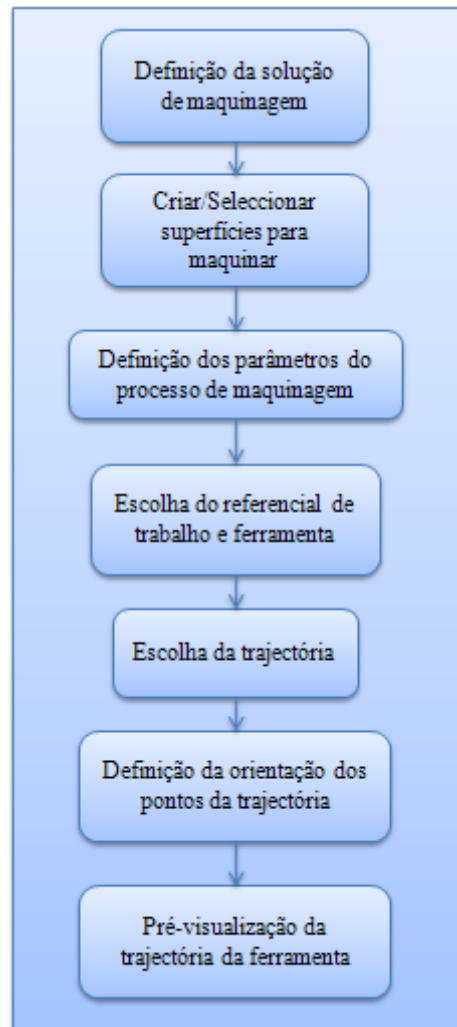 Definição da solução
de maquinagem
Criar/Seleccionar
superfícies para
maquinar
Definição dos parâmetros do
processo de maquinagem
Escolha do referencial de
trabalho e ferramenta
Escolha da trajectória
Definição da orientação dos
pontos da trajectória
Pré-visualização da
trajectória da ferramenta